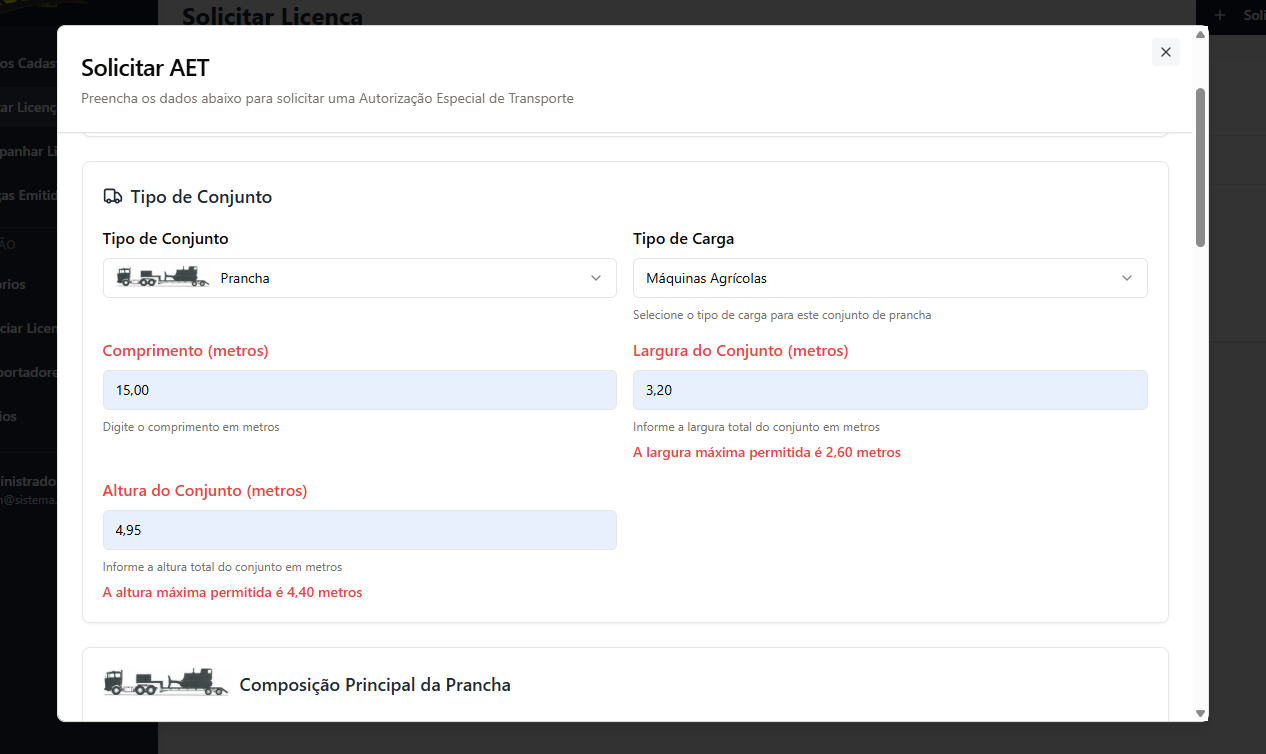 Solicitar Licença
Soli
Solicitar AET
Preencha os dados abaixo para solicitar uma Autorização Especial de Transporte
os Cadas
ar Licenç
panhar Li
ças Emitid
ÃO
órios
ciar Licen
portadore
ios
inistrado
n@sistema.
Tipo de Conjunto
Tipo de Conjunto
Prancha
Tipo de Carga
Máquinas Agrícolas
Selecione o tipo de carga para este conjunto de prancha
Comprimento (metros)
15,00
Digite o comprimento em metros
Largura do Conjunto (metros)
3,20
Informe a largura total do conjunto em metros
A largura máxima permitida é 2,60 metros
Altura do Conjunto (metros)
4,95
Informe a altura total do conjunto em metros
A altura máxima permitida é 4,40 metros
Composição Principal da Prancha